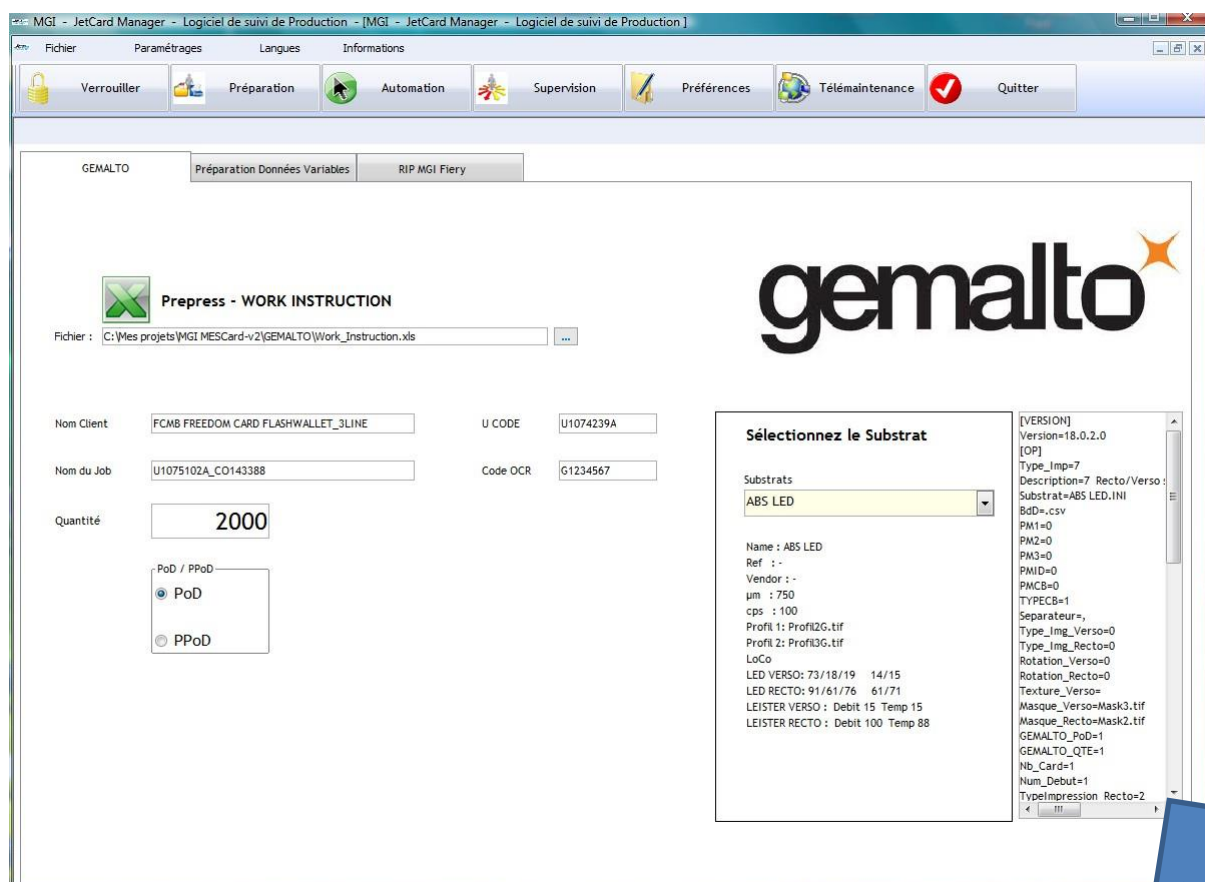 MGI - JetCard Manager - Logiciel de suivi de Production - [MGI - JetCard Manager - Logiciel de suivi de Production ]
Fichier Paramétrages Langues Informations
Verrouiller Préparation Automation Supervision Préférences Télémaintenance Quitter
GEMALTO Préparation Données Variables RIP MGI Fiery
gemalto
Prepress - WORK INSTRUCTION
Fichier : C:\Mes projets\MGI MESCard-v2\GEMALTO\Work_Instruction.xls ...
Nom Client FCMB FREEDOM CARD FLASHWALLET_3LINE U CODE U1074239A
Nom du Job U1075102A_CO143388 Code OCR G1234567
Quantité 2000
PoD / PPoD
PoD
PPoD
Sélectionnez le Substrat
Substrats
ABS LED
Name : ABS LED
Ref : -
Vendor : -
µm : 750
cps : 100
Profil 1: Profil2G.tif
Profil 2: Profil3G.tif
LoCo
LED VERSO: 73/18/19 14/15
LED RECTO: 91/61/76 61/71
LEISTER VERSO : Debit 15 Temp 15
LEISTER RECTO : Debit 100 Temp 88
[VERSION]
Version=18.0.2.0
[OP]
Type_Imp=7
Description=7 Recto/Verso
Substrat=ABS LED.INI
BdD=.csv
PM1=0
PM2=0
PM3=0
PMID=0
PMCB=0
TYPECB=1
Separateur=,
Type_Img_Verso=0
Type_Img_Recto=0
Rotation_Verso=0
Rotation_Recto=0
Texture_Verso=
Masque_Verso=Mask3.tif
Masque_Recto=Mask2.tif
GEMALTO_PoD=1
GEMALTO_QTE=1
Nb_Card=1
Num_Debut=1
TypeImpression_Recto=2